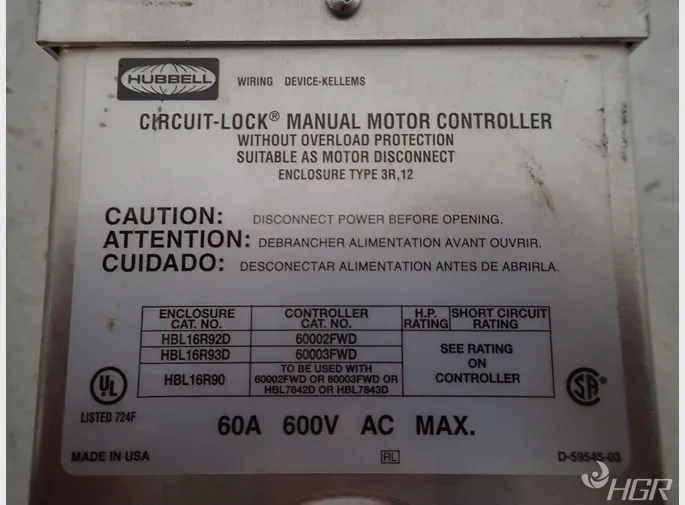 HUBBELL WIRING DEVICE-KELLEMS
CIRCUIT-LOCK® MANUAL MOTOR CONTROLLER
WITHOUT OVERLOAD PROTECTION
SUITABLE AS MOTOR DISCONNECT
ENCLOSURE TYPE 3R,12
CAUTION: DISCONNECT POWER BEFORE OPENING.
ATTENTION: DEBRANCHER ALIMENTATION AVANT OUVRIR.
CUIDADO: DESCONECTAR ALIMENTATION ANTES DE ABRIRLA.
ENCLOSURE CAT. NO.
CONTROLLER CAT. NO.
H.P. RATING
SHORT CIRCUIT RATING
HBL16R92D 60002FWD
HBL16R93D 60003FWD
HBL16R90
TO BE USED WITH
60002FWD OR 60003FWD OR
HBL7842D OR HBL7843D
SEE RATING
ON
CONTROLLER
UL
LISTED 724F
SA
60A 600V AC MAX.
MADE IN USA
RL
D-59545-03
HGR